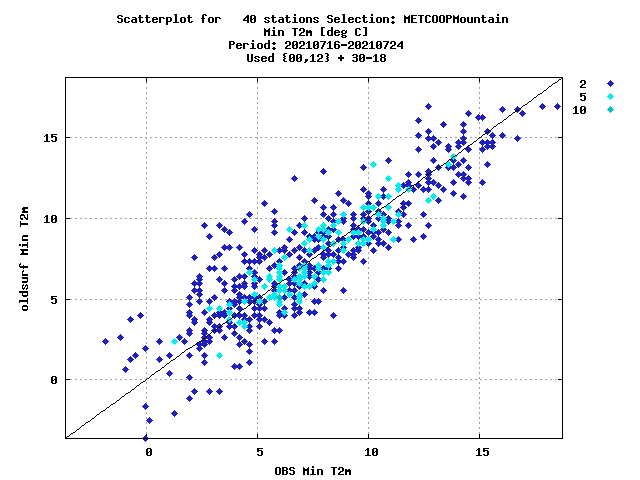 Scatterplot for   40 stations Selection: METCOOPMountain
Min T2m [deg C]
Period: 20210716-20210724
Used {00,12} + 30-18
2
5
10
15
10
5
0
oldsurf Min T2m
0 5 10 15
OBS Min T2m